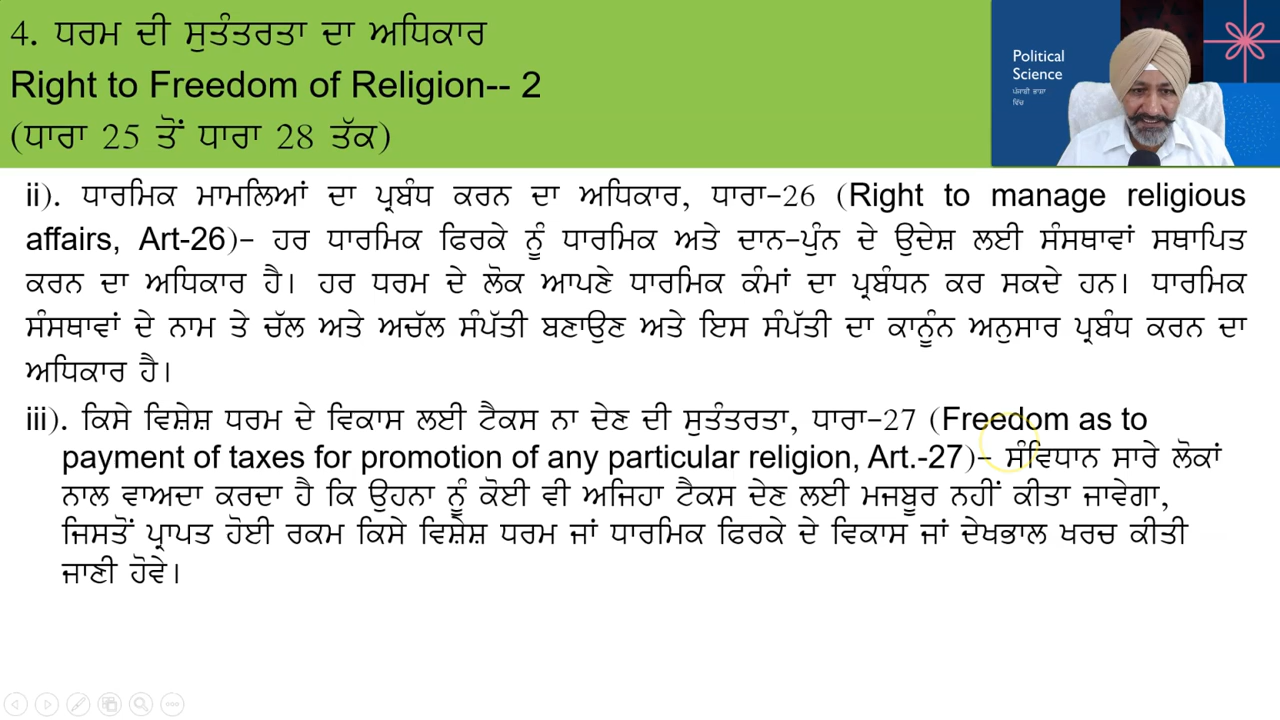 4. ਧਰਮ ਦੀ ਸੁਤੰਤਰਤਾ ਦਾ ਅਧਿਕਾਰ
Right to Freedom of Religion-- 2
(ਧਾਰਾ 25 ਤੋਂ ਧਾਰਾ 28 ਤੱਕ)
Political
Science
ਪੰਜਾਬੀ ਭਾਸ਼ਾ
ਵਿੱਚ
ii). ਧਾਰਮਿਕ ਮਾਮਲਿਆਂ ਦਾ ਪ੍ਰਬੰਧ ਕਰਨ ਦਾ ਅਧਿਕਾਰ, ਧਾਰਾ-26 (Right to manage religious
affairs, Art-26)- ਹਰ ਧਾਰਮਿਕ ਫਿਰਕੇ ਨੂੰ ਧਾਰਮਿਕ ਅਤੇ ਦਾਨ-ਪੁੰਨ ਦੇ ਉਦੇਸ਼ ਲਈ ਸੰਸਥਾਵਾਂ ਸਥਾਪਿਤ
ਕਰਨ ਦਾ ਅਧਿਕਾਰ ਹੈ। ਹਰ ਧਰਮ ਦੇ ਲੋਕ ਆਪਣੇ ਧਾਰਮਿਕ ਕੰਮਾਂ ਦਾ ਪ੍ਰਬੰਧਨ ਕਰ ਸਕਦੇ ਹਨ। ਧਾਰਮਿਕ
ਸੰਸਥਾਵਾਂ ਦੇ ਨਾਮ ਤੇ ਚੱਲ ਅਤੇ ਅਚੱਲ ਸੰਪੱਤੀ ਬਣਾਉਣ ਅਤੇ ਇਸ ਸੰਪੱਤੀ ਦਾ ਕਾਨੂੰਨ ਅਨੁਸਾਰ ਪ੍ਰਬੰਧ ਕਰਨ ਦਾ
ਅਧਿਕਾਰ ਹੈ।
iii). ਕਿਸੇ ਵਿਸ਼ੇਸ਼ ਧਰਮ ਦੇ ਵਿਕਾਸ ਲਈ ਟੈਕਸ ਨਾ ਦੇਣ ਦੀ ਸੁਤੰਤਰਤਾ, ਧਾਰਾ-27 (Freedom as to
payment of taxes for promotion of any particular religion, Art.-27)- ਸੰਵਿਧਾਨ ਸਾਰੇ ਲੋਕਾਂ
ਨਾਲ ਵਾਅਦਾ ਕਰਦਾ ਹੈ ਕਿ ਉਹਨਾ ਨੂੰ ਕੋਈ ਵੀ ਅਜਿਹਾ ਟੈਕਸ ਦੇਣ ਲਈ ਮਜਬੂਰ ਨਹੀਂ ਕੀਤਾ ਜਾਵੇਗਾ,
ਜਿਸਤੋਂ ਪ੍ਰਾਪਤ ਹੋਈ ਰਕਮ ਕਿਸੇ ਵਿਸ਼ੇਸ਼ ਧਰਮ ਜਾਂ ਧਾਰਮਿਕ ਫਿਰਕੇ ਦੇ ਵਿਕਾਸ ਜਾਂ ਦੇਖਭਾਲ ਖਰਚ ਕੀਤੀ
ਜਾਣੀ ਹੋਵੇ।